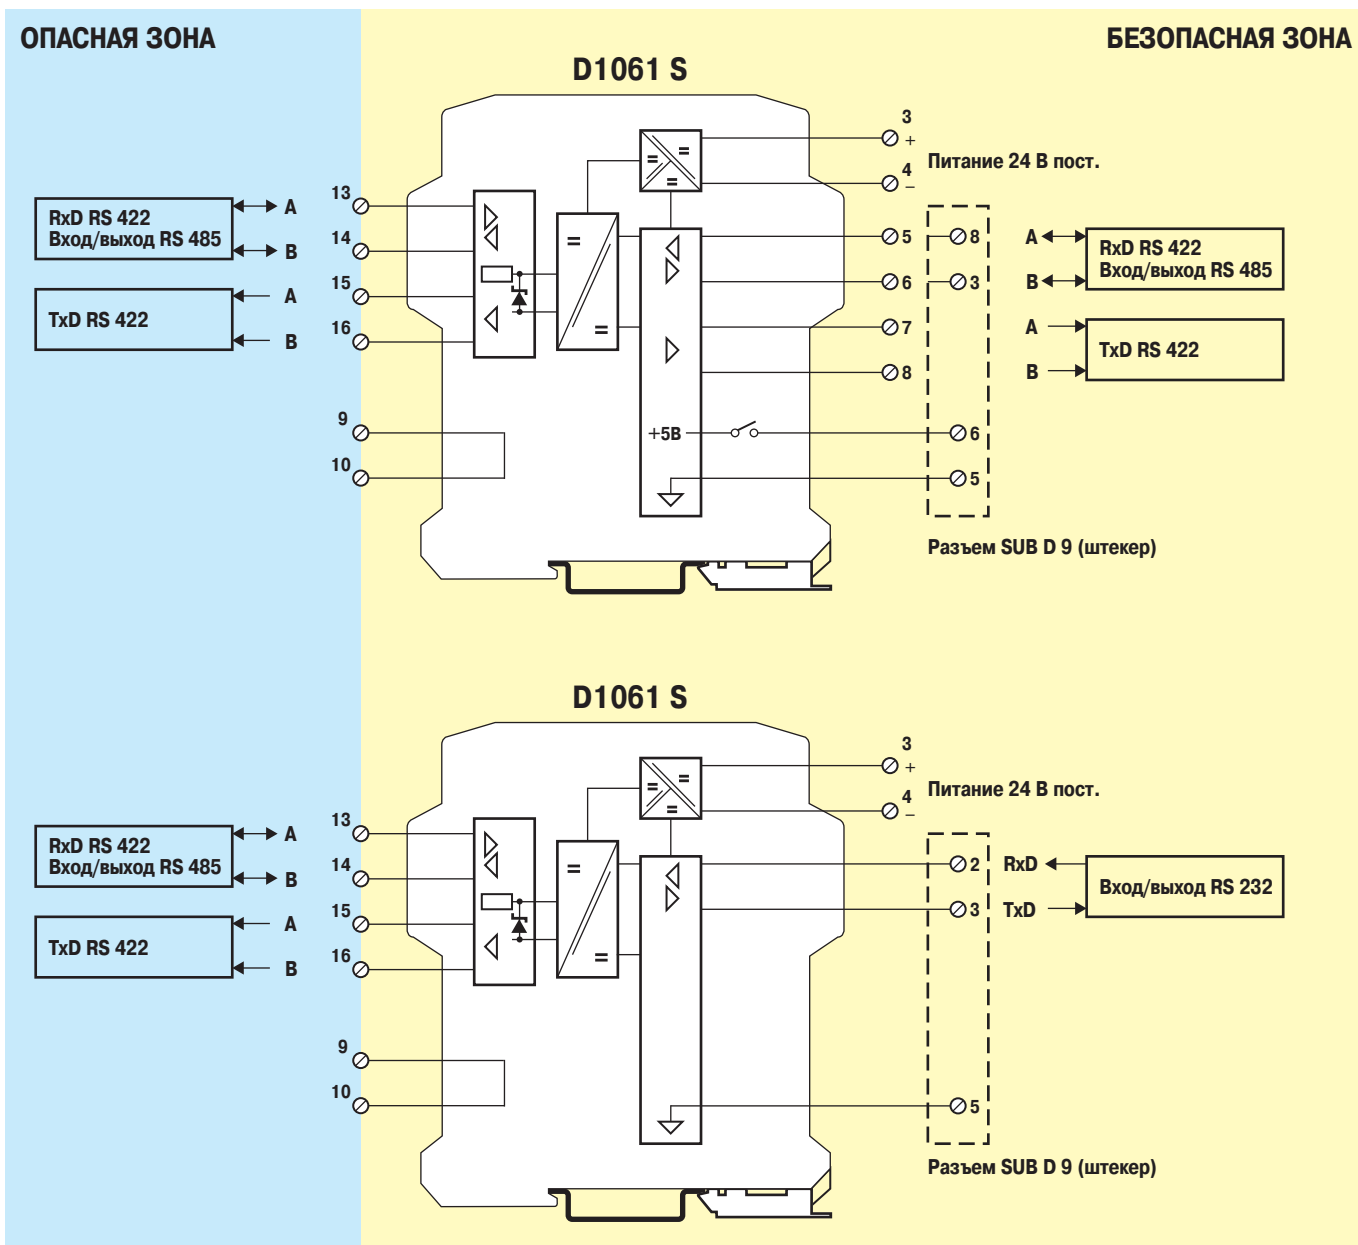 ОПАСНАЯ ЗОНА
БЕЗОПАСНАЯ ЗОНА
D1061 S
3
+
Питание 24 В пост.
4
−
RxD RS 422
Вход/выход RS 485
A
B
13
14
TxD RS 422
A
B
15
16
9
10
5
6
7
8
8
3
A
B
RxD RS 422
Вход/выход RS 485
A
B
TxD RS 422
+5В
6
5
Разъем SUB D 9 (штекер)
D1061 S
3
+
Питание 24 В пост.
4
−
RxD RS 422
Вход/выход RS 485
A
B
13
14
TxD RS 422
A
B
15
16
9
10
2
RxD
3
TxD
Вход/выход RS 232
5
Разъем SUB D 9 (штекер)